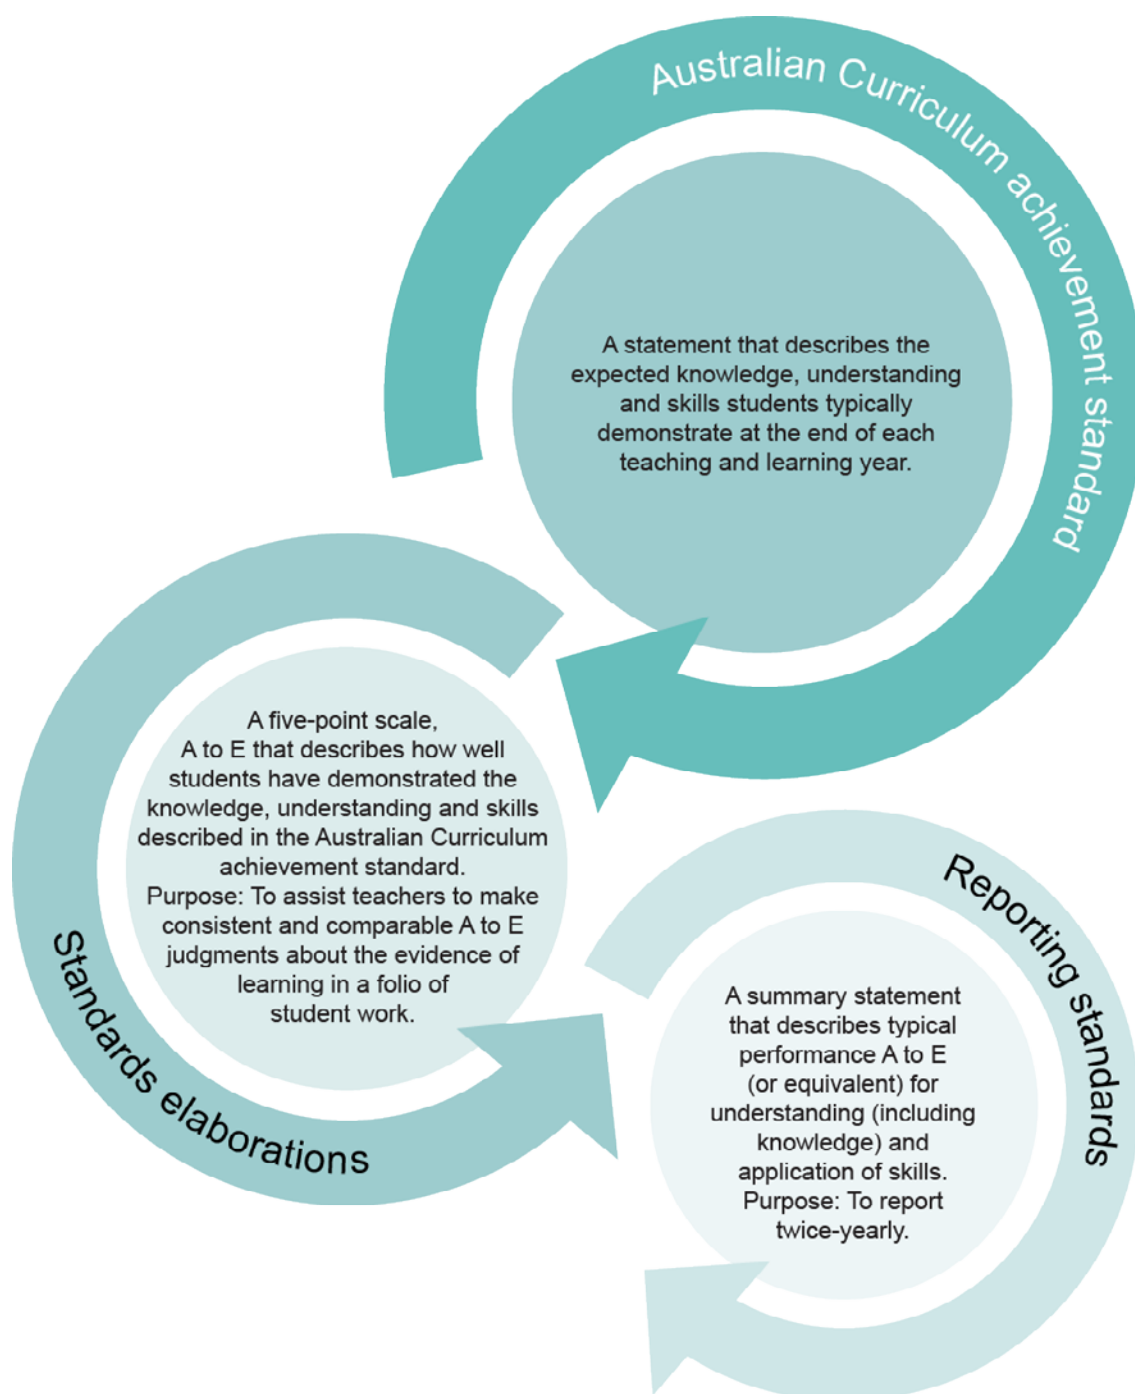 Australian Curriculum achievement standard
A statement that describes the
expected knowledge, understanding
and skills students typically
demonstrate at the end of each
teaching and learning year.
Standards elaborations
A five-point scale,
A to E that describes how well
students have demonstrated the
knowledge, understanding and skills
described in the Australian Curriculum
achievement standard.
Purpose: To assist teachers to make
consistent and comparable A to E
judgments about the evidence of
learning in a folio of
student work.
Reporting standards
A summary statement
that describes typical
performance A to E
(or equivalent) for
understanding (including
knowledge) and
application of skills.
Purpose: To report
twice-yearly.